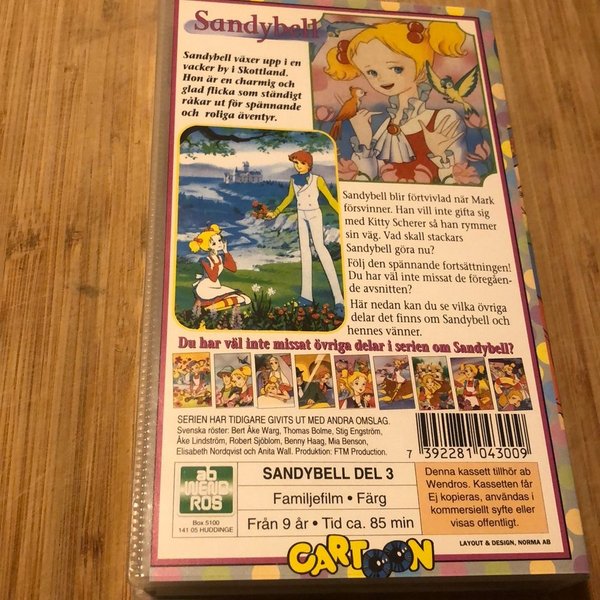 Sandybell
Sandybell växer upp i en
vacker by i Skottland.
Hon är en charmig och
glad flicka som ständigt
råkar ut för spännande
och roliga äventyr.
Sandybell blir förtvivlad när Mark
försvinner. Han vill inte gifta sig
med Kitty Scherer så han rymmer
sin väg. Vad skall stackars
Sandybell göra nu?
Följ den spännande fortsättningen!
Du har väl inte missat de föregåen-
de avsnitten?
Här nedan kan du se vilka övriga
delar det finns om Sandybell och
hennes vänner.
Du har väl inte missat övriga delar i serien om Sandybell?
SERIEN HAR TIDIGARE GIVITS UT MED ANDRA OMSLAG.
Svenska röster: Bert Åke Warg, Thomas Bolme, Stig Engström,
Åke Lindström, Robert Sjöblom, Benny Haag, Mia Benson,
Elisabeth Nordqvist och Anita Wall. Produktion: FTM Production.
7 392281 043009
ab
WEND
ROS
Box 5100
141 05 HUDDINGE
SANDYBELL DEL 3
Familjefilm • Färg
Från 9 år • Tid ca. 85 min
Denna kassett tillhör ab
Wendros. Kassetten får
Ej kopieras, användas i
kommersiellt syfte eller
visas offentligt.
CARTOON
LAYOUT & DESIGN, NORMA AB